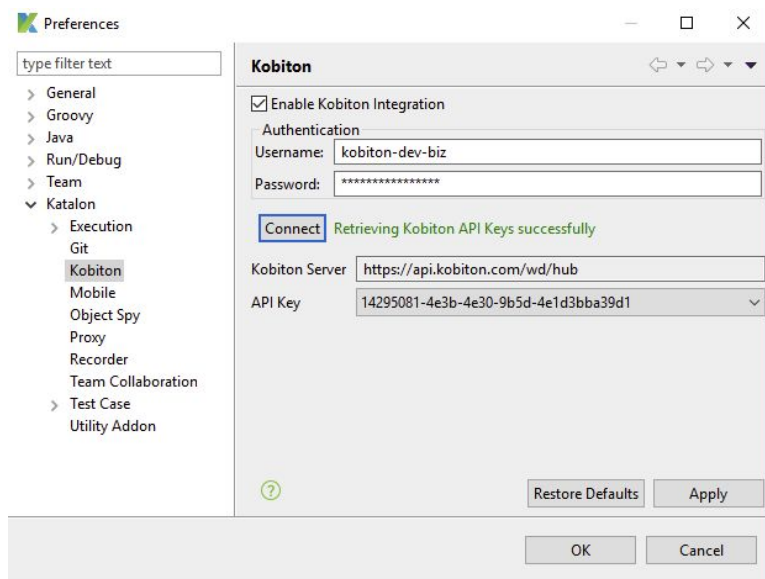 Preferences
type filter text
General
Groovy
Java
Run/Debug
Team
Katalon
Execution
Git
Kobiton
Mobile
Object Spy
Proxy
Recorder
Team Collaboration
Test Case
Utility Addon
Kobiton
Enable Kobiton Integration
Authentication
Username: kobiton-dev-biz
Password: ****************
Connect Retrieving Kobiton API Keys successfully
Kobiton Server https://api.kobiton.com/wd/hub
API Key 14295081-4e3b-4e30-9b5d-4e1d3bba39d1
? Restore Defaults Apply
OK Cancel